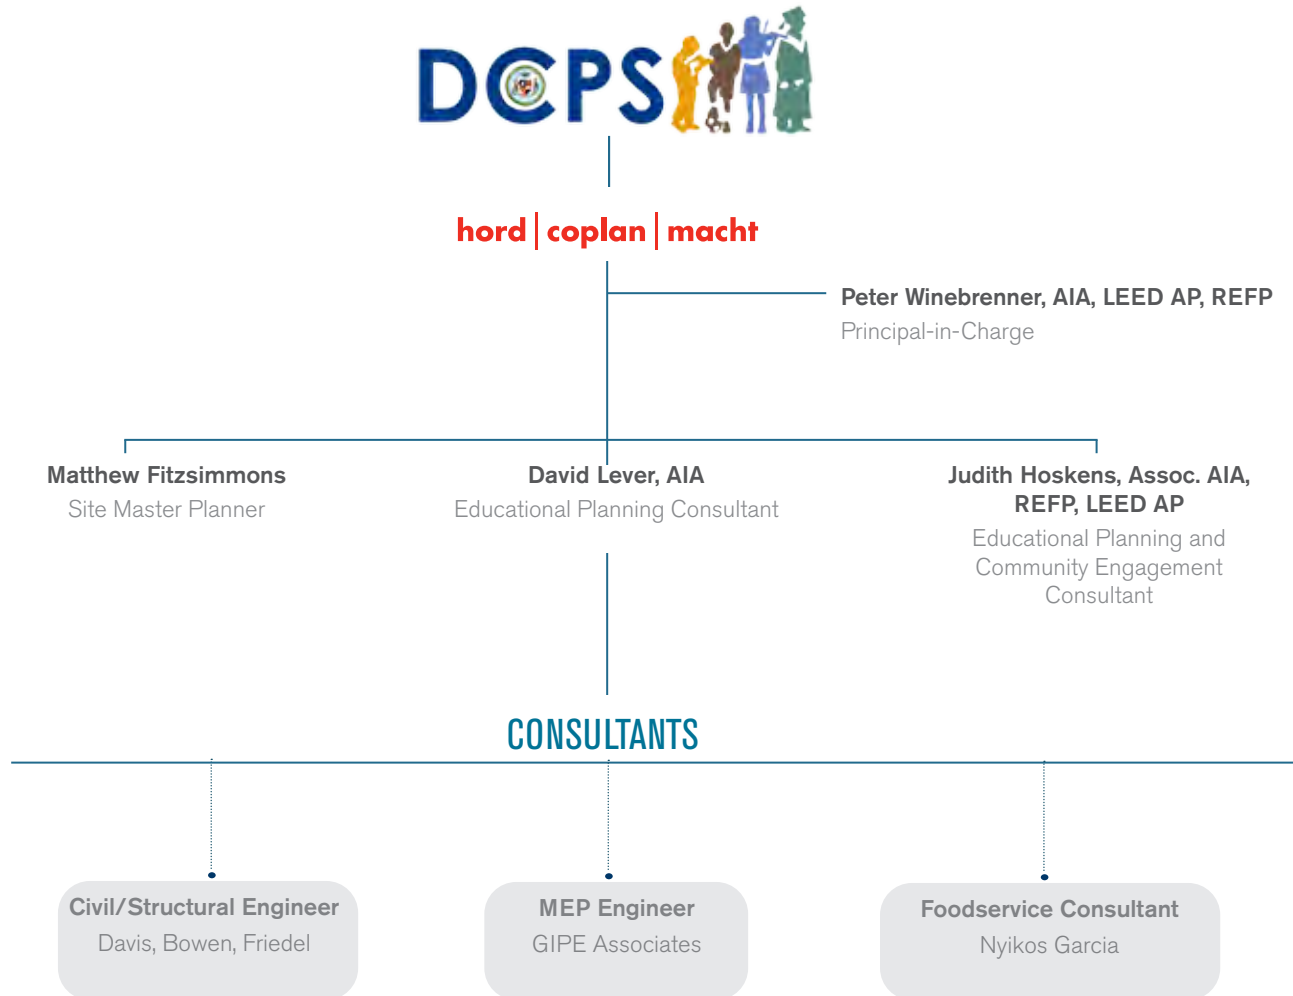 DCPS
hord | coplan | macht
Peter Winebrenner, AIA, LEED AP, REFP
Principal-in-Charge
Matthew Fitzsimmons
Site Master Planner
David Lever, AIA
Educational Planning Consultant
Judith Hoskens, Assoc. AIA,
REFP, LEED AP
Educational Planning and
Community Engagement
Consultant
CONSULTANTS
Civil/Structural Engineer
Davis, Bowen, Friedel
MEP Engineer
GIPE Associates
Foodservice Consultant
Nyikos Garcia